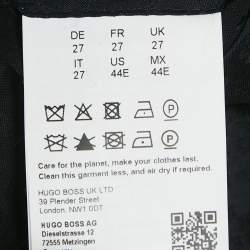 DE FR UK
27 27 27
IT US MX
27 44E 44E
Care for the planet, make your clothes last.
Clean this garment less, and air dry if required.
HUGO BOSS UK LTD
39 Plender Street
London. NW1 0DT
HUGO BOSS AG
Dieselstrasse 12
72555 Metzingen